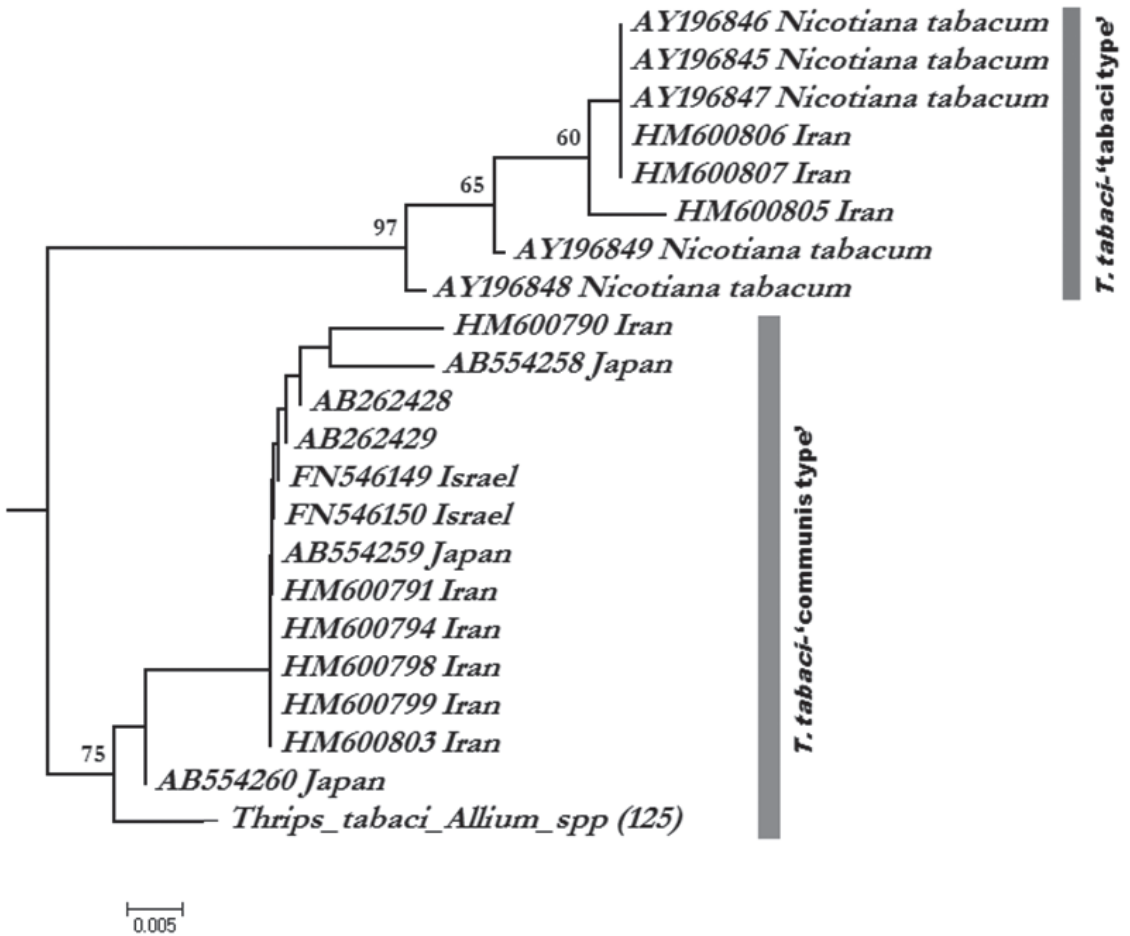 AY196846 Nicotiana tabacum
AY196845 Nicotiana tabacum
AY196847 Nicotiana tabacum
HM600806 Iran
60
HM600807 Iran
65
HM600805 Iran
97
AY196849 Nicotiana tabacum
AY196848 Nicotiana tabacum
T. tabaci-‘tabaci type’
HM600790 Iran
AB554258 Japan
AB262428
AB262429
FN546149 Israel
FN546150 Israel
AB554259 Japan
HM600791 Iran
HM600794 Iran
HM600798 Iran
HM600799 Iran
HM600803 Iran
75
AB554260 Japan
Thrips_tabaci_Allium_spp (125)
T. tabaci-‘communis type’
0.005